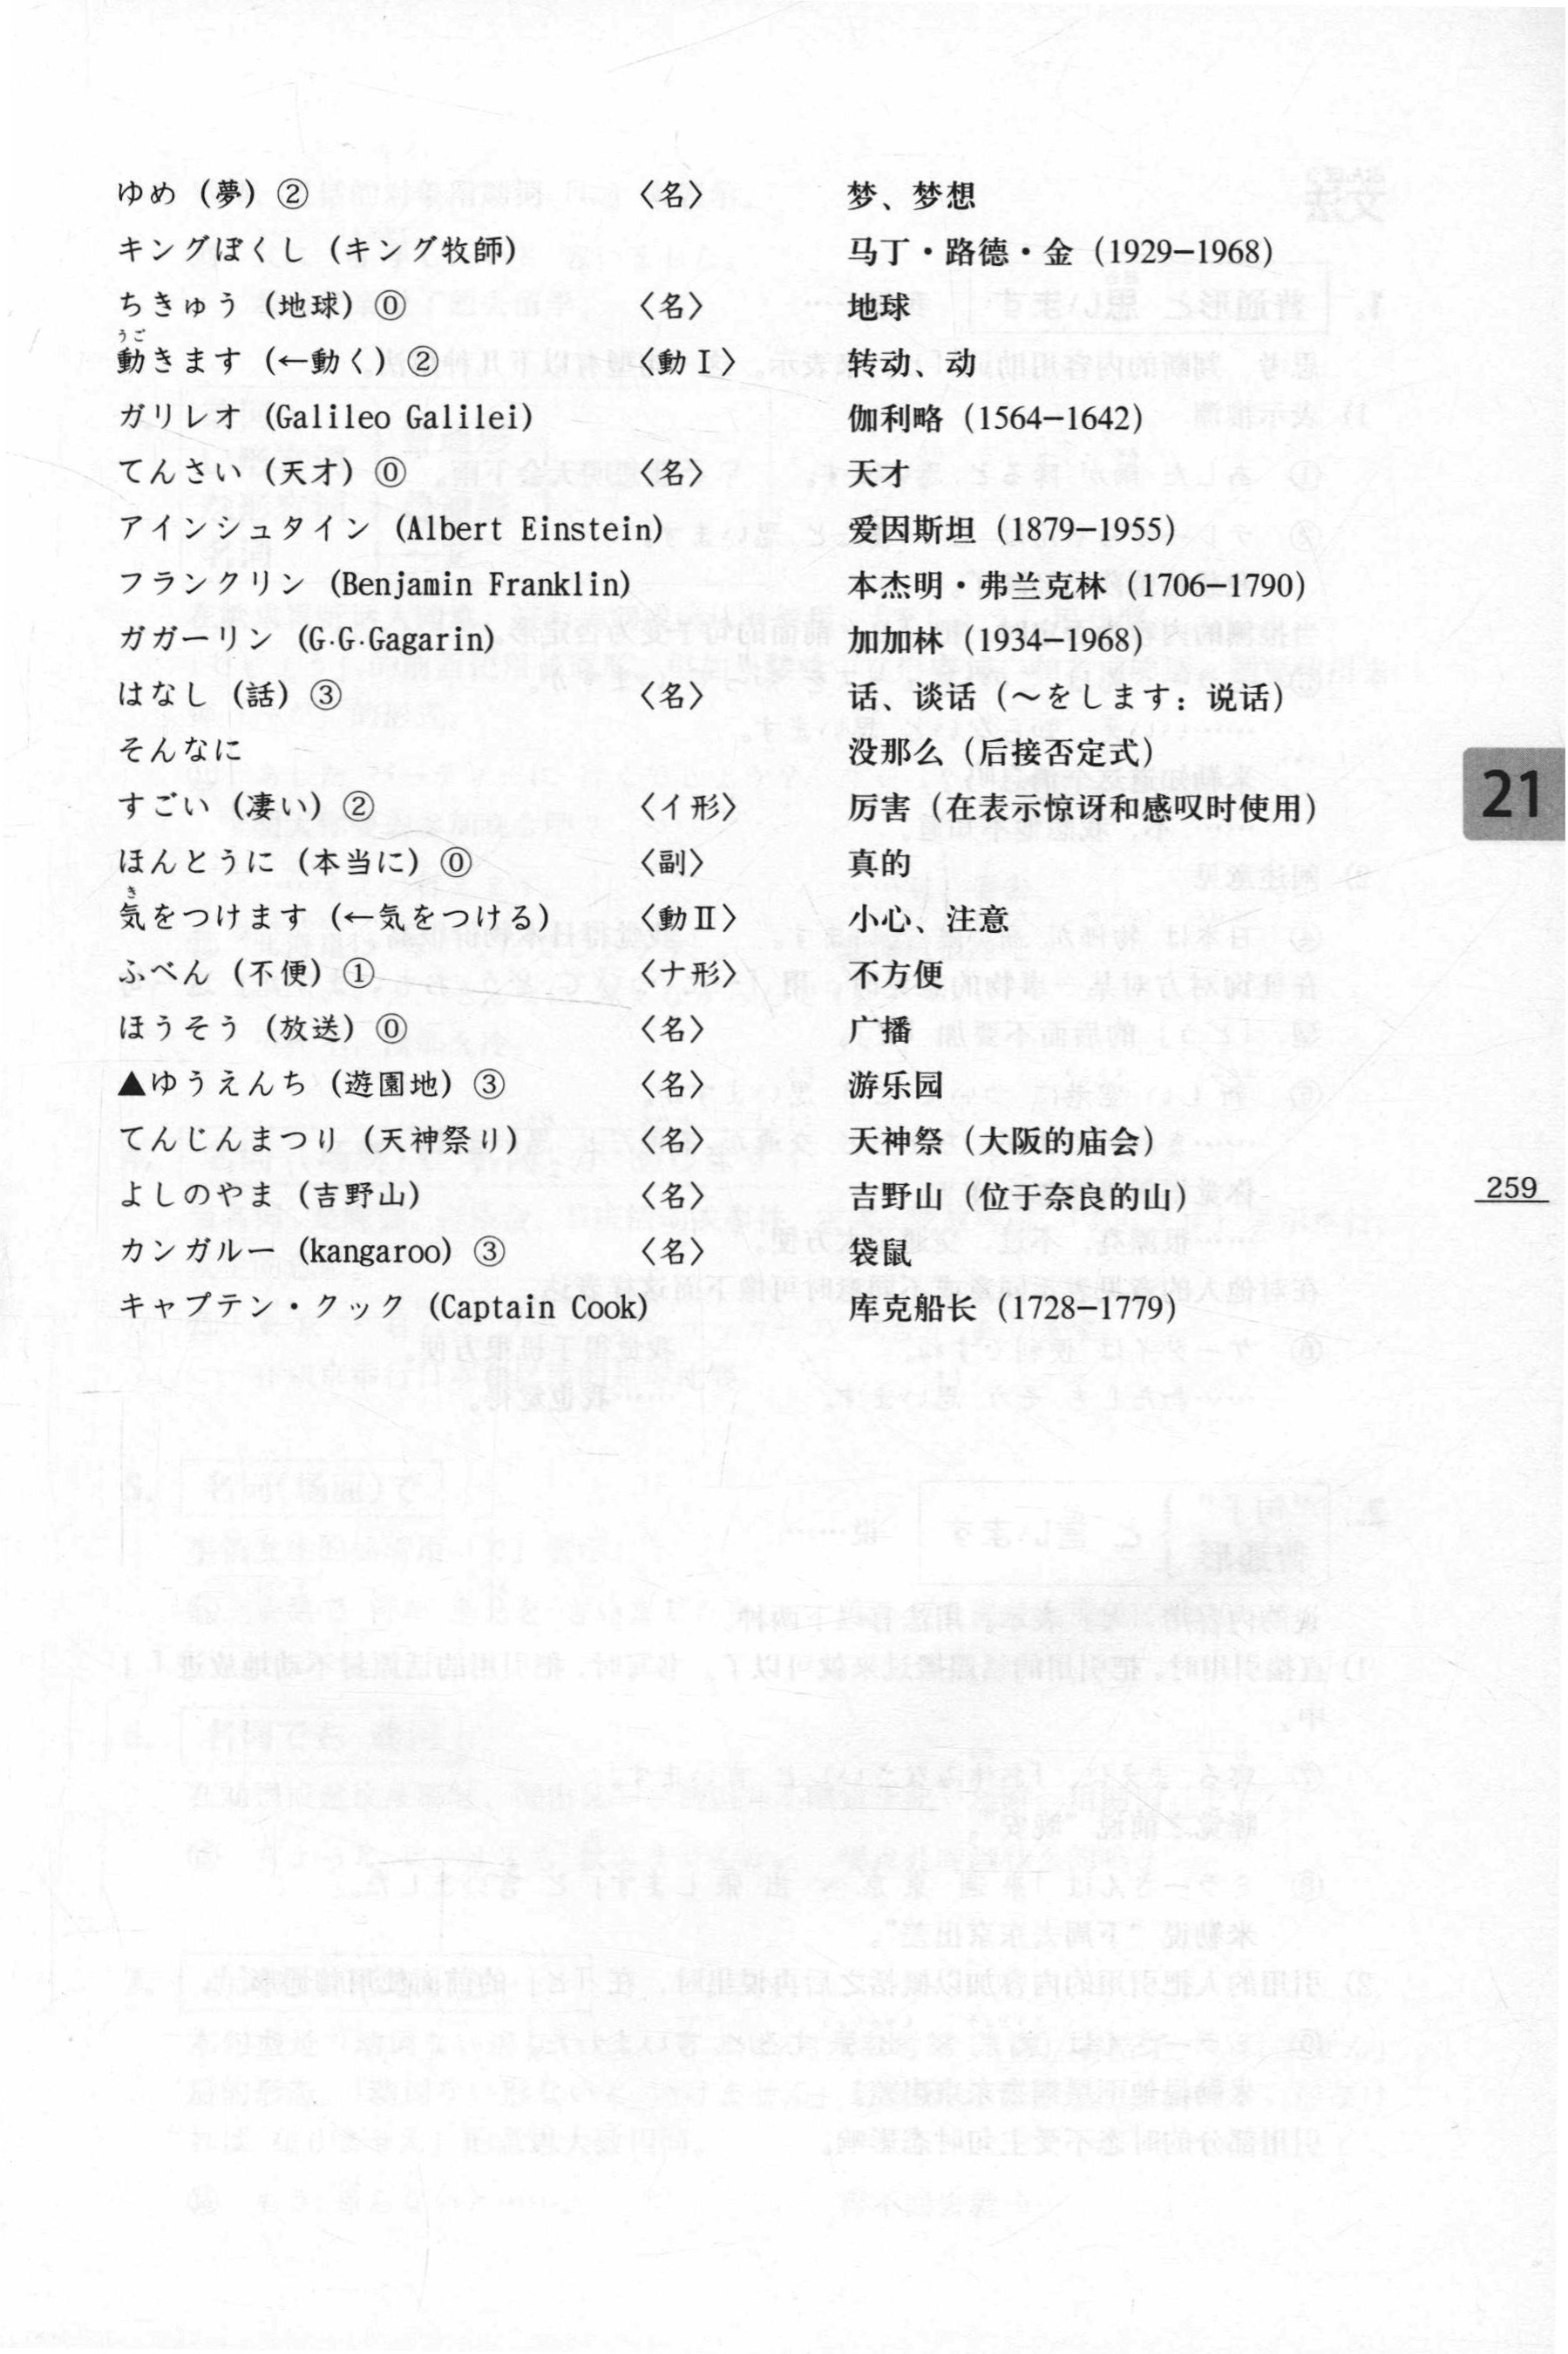 ゆめ（夢）② 〈名〉 梦、梦想
キングぼくし（キング牧師） 马丁・路德・金（1929−1968）
ちきゅう（地球）⓪ 〈名〉 地球
うご
動きます（←動く）② 〈動Ⅰ〉 转动、动
ガリレオ（Galileo Galilei） 伽利略（1564−1642）
てんさい（天才）⓪ 〈名〉 天才
アインシュタイン（Albert Einstein） 爱因斯坦（1879−1955）
フランクリン（Benjamin Franklin） 本杰明・弗兰克林（1706−1790）
ガガーリン（G·G·Gagarin） 加加林（1934−1968）
はなし（話）③ 〈名〉 话、谈话（～をします：说话）
そんなに 没那么（后接否定式）
すごい（凄い）② 〈イ形〉 厉害（在表示惊讶和感叹时使用）
ほんとうに（本当に）⓪ 〈副〉 真的
き
気をつけます（←気をつける） 〈動Ⅱ〉 小心、注意
ふべん（不便）① 〈ナ形〉 不方便
ほうそう（放送）⓪ 〈名〉 广播
▲ゆうえんち（遊園地）③ 〈名〉 游乐园
てんじんまつり（天神祭り） 〈名〉 天神祭（大阪的庙会）
よしのやま（吉野山） 〈名〉 吉野山（位于奈良的山）
カンガルー（kangaroo）③ 〈名〉 袋鼠
キャプテン・クック（Captain Cook） 库克船长（1728−1779）
21
259